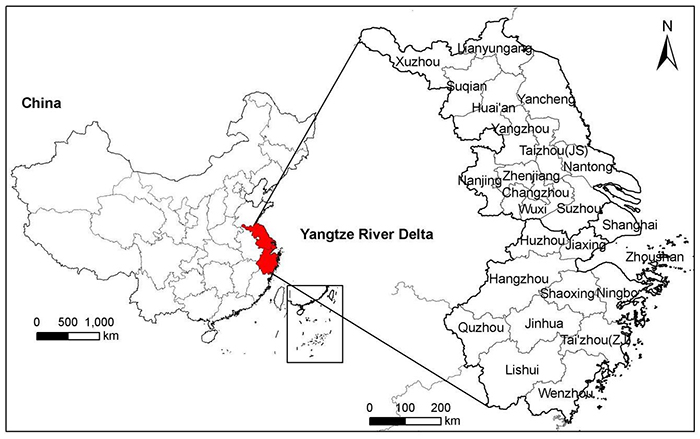 China
0 500 1,000
km
Yangtze River Delta
N
Xuzhou
Lianyungang
Suqian
Huai'an
Yancheng
Yangzhou
Taizhou(JS)
Nantong
Nanjing
Zhenjiang
Changzhou
Wuxi
Suzhou
Shanghai
Huzhou
Jiaxing
Zhoushan
Hangzhou
Shaoxing
Ningbo
Quzhou
Jinhua
Tai'zhou(ZJ)
Lishui
Wenzhou
0 100 200
km